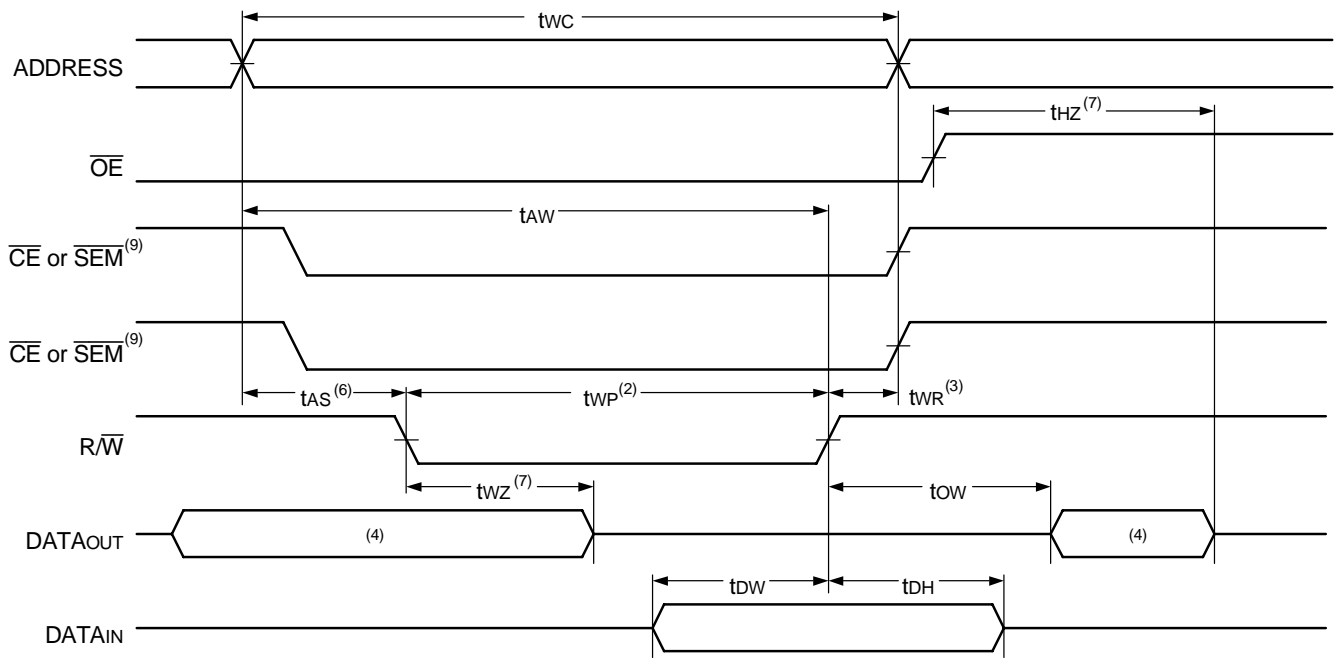 tWC
ADDRESS
tHZ(7)
OE
tAW
CE or SEM(9)
CE or SEM(9)
tAS(6) tWP(2) tWR(3)
R/W
tWZ(7) tOW
DATAOUT (4) (4)
tDW tDH
DATAIN